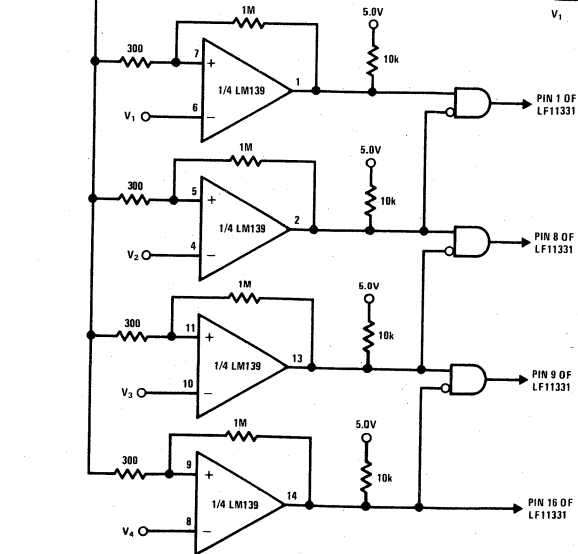 V₁
1M
5.0V
300
7
+
10k
1
1/4 LM139
6
–
V₁
PIN 1 OF
LF11331
1M
5.0V
300
5
+
10k
2
1/4 LM139
4
–
V₂
PIN 8 OF
LF11331
1M
5.0V
300
11
+
10k
13
1/4 LM139
10
–
V₃
PIN 9 OF
LF11331
1M
5.0V
300
9
+
10k
14
1/4 LM139
8
–
V₄
PIN 16 OF
LF11331